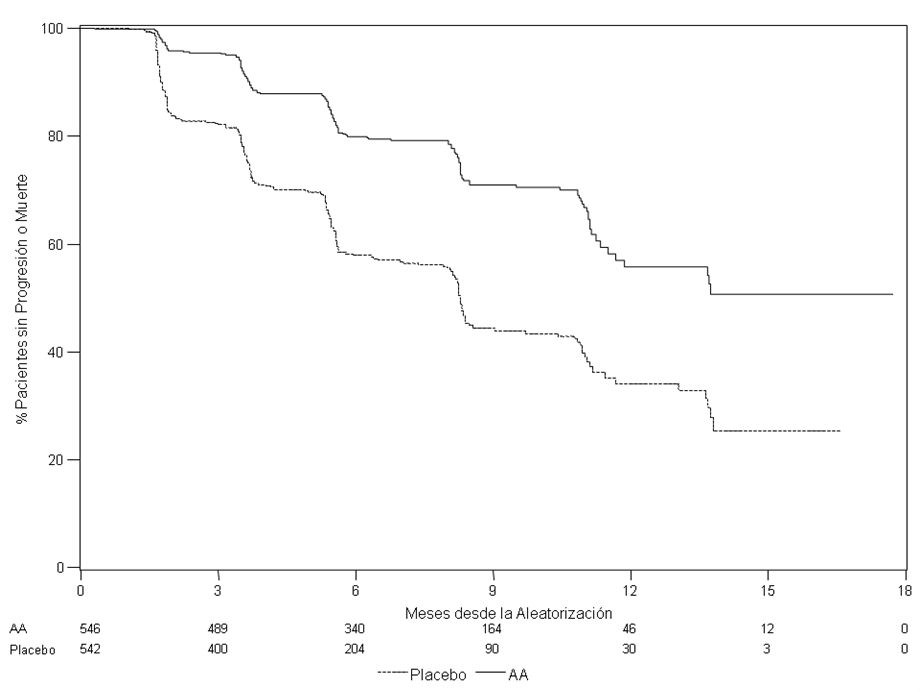 % Pacientes sin Progresión o Muerte
100
80
60
40
20
0
0 3 6 9 12 15 18
Meses desde la Aleatorización
AA 546 489 340 164 46 12 0
Placebo 542 400 204 90 30 3 0
Placebo AA